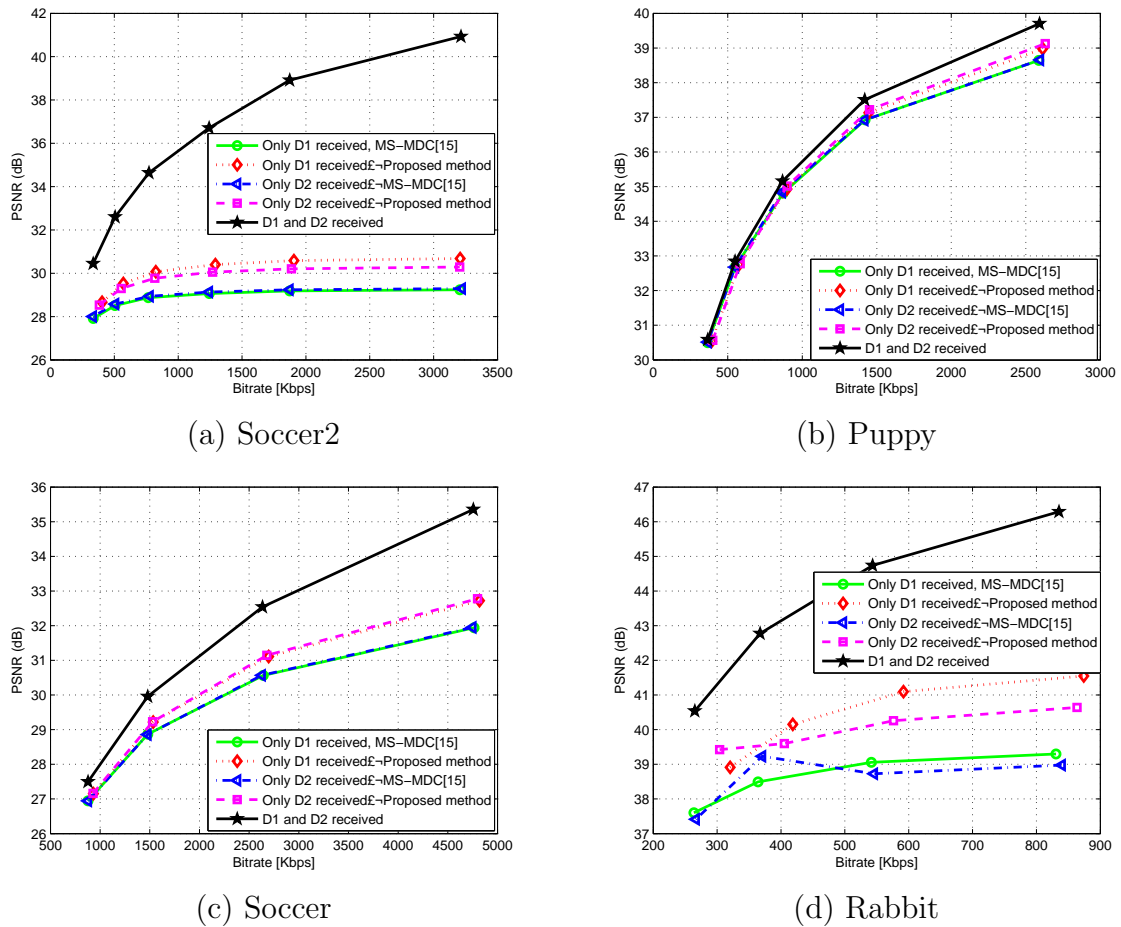 42
40
38
36
34
32
30
28
26
PSNR (dB)
0 500 1000 1500 2000 2500 3000 3500
Bitrate [Kbps]
Only D1 received, MS−MDC[15]
Only D1 received£¬Proposed method
Only D2 received£¬MS−MDC[15]
Only D2 received£¬Proposed method
D1 and D2 received
(a) Soccer2
40
39
38
37
36
35
34
33
32
31
30
PSNR (dB)
0 500 1000 1500 2000 2500 3000
Bitrate [Kbps]
Only D1 received, MS−MDC[15]
Only D1 received£¬Proposed method
Only D2 received£¬MS−MDC[15]
Only D2 received£¬Proposed method
D1 and D2 received
(b) Puppy
36
35
34
33
32
31
30
29
28
27
26
PSNR (dB)
500 1000 1500 2000 2500 3000 3500 4000 4500 5000
Bitrate [Kbps]
Only D1 received, MS−MDC[15]
Only D1 received£¬Proposed method
Only D2 received£¬MS−MDC[15]
Only D2 received£¬Proposed method
D1 and D2 received
(c) Soccer
47
46
45
44
43
42
41
40
39
38
37
PSNR (dB)
200 300 400 500 600 700 800 900
Bitrate [Kbps]
Only D1 received, MS−MDC[15]
Only D1 received£¬Proposed method
Only D2 received£¬MS−MDC[15]
Only D2 received£¬Proposed method
D1 and D2 received
(d) Rabbit